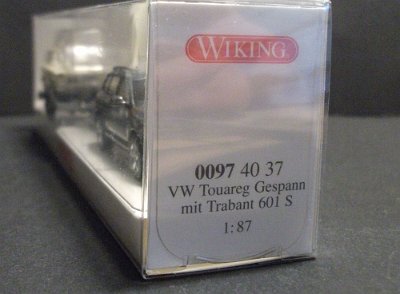 WIKING
0097 40 37
VW Touareg Gespann
mit Trabant 601 S
1:87